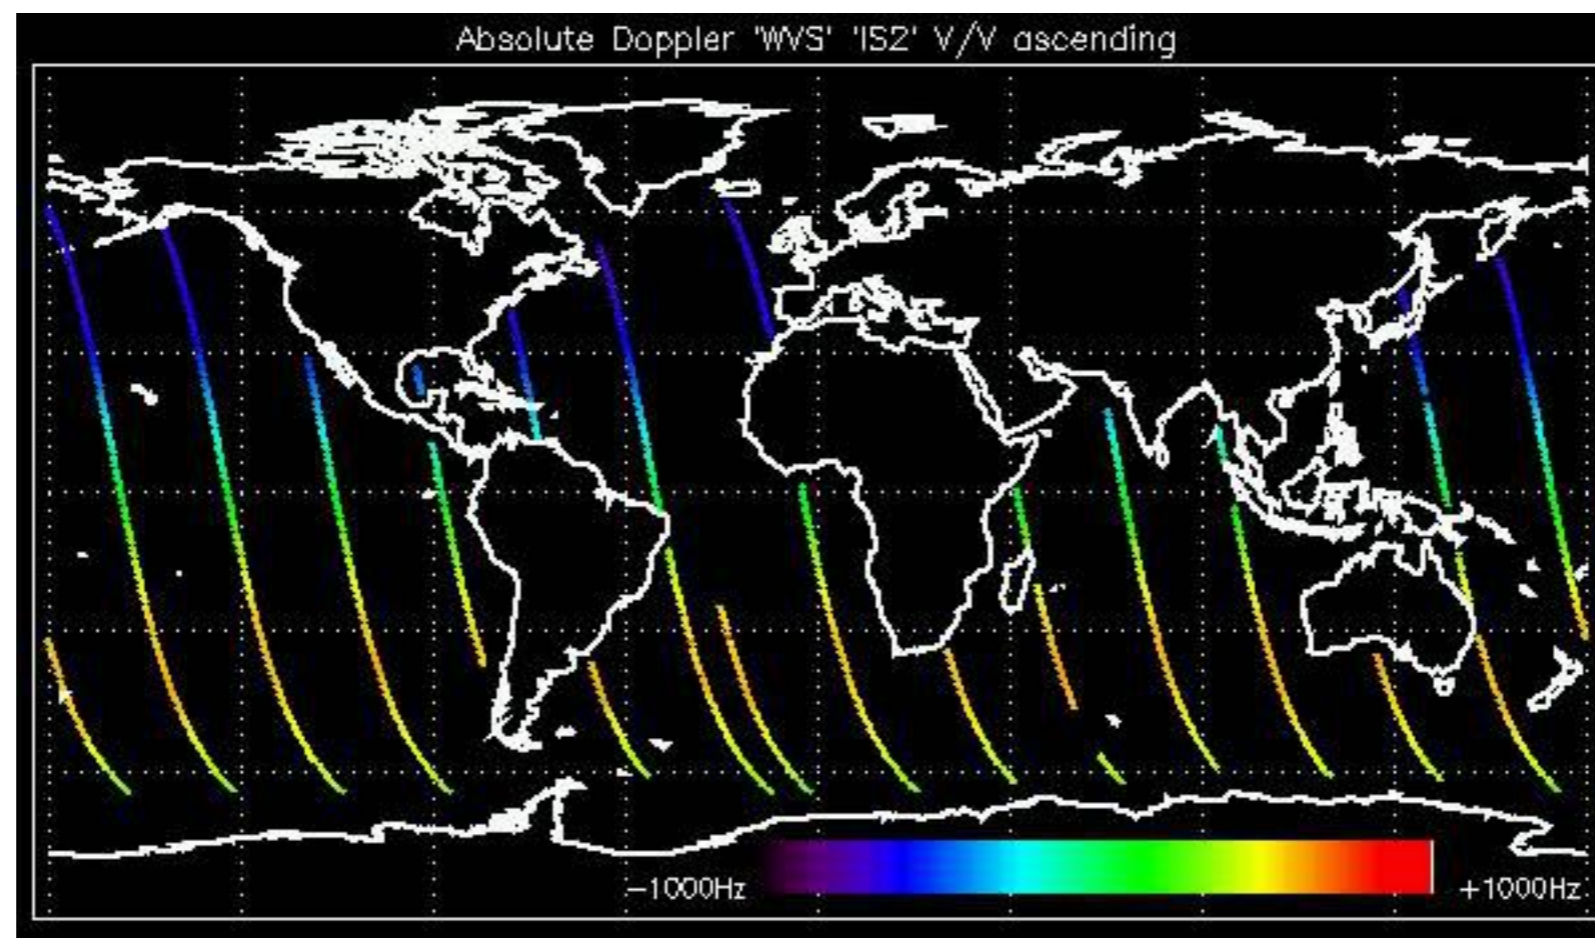 Absolute Doppler 'WVS' 'IS2' V/V ascending
-1000Hz +1000Hz